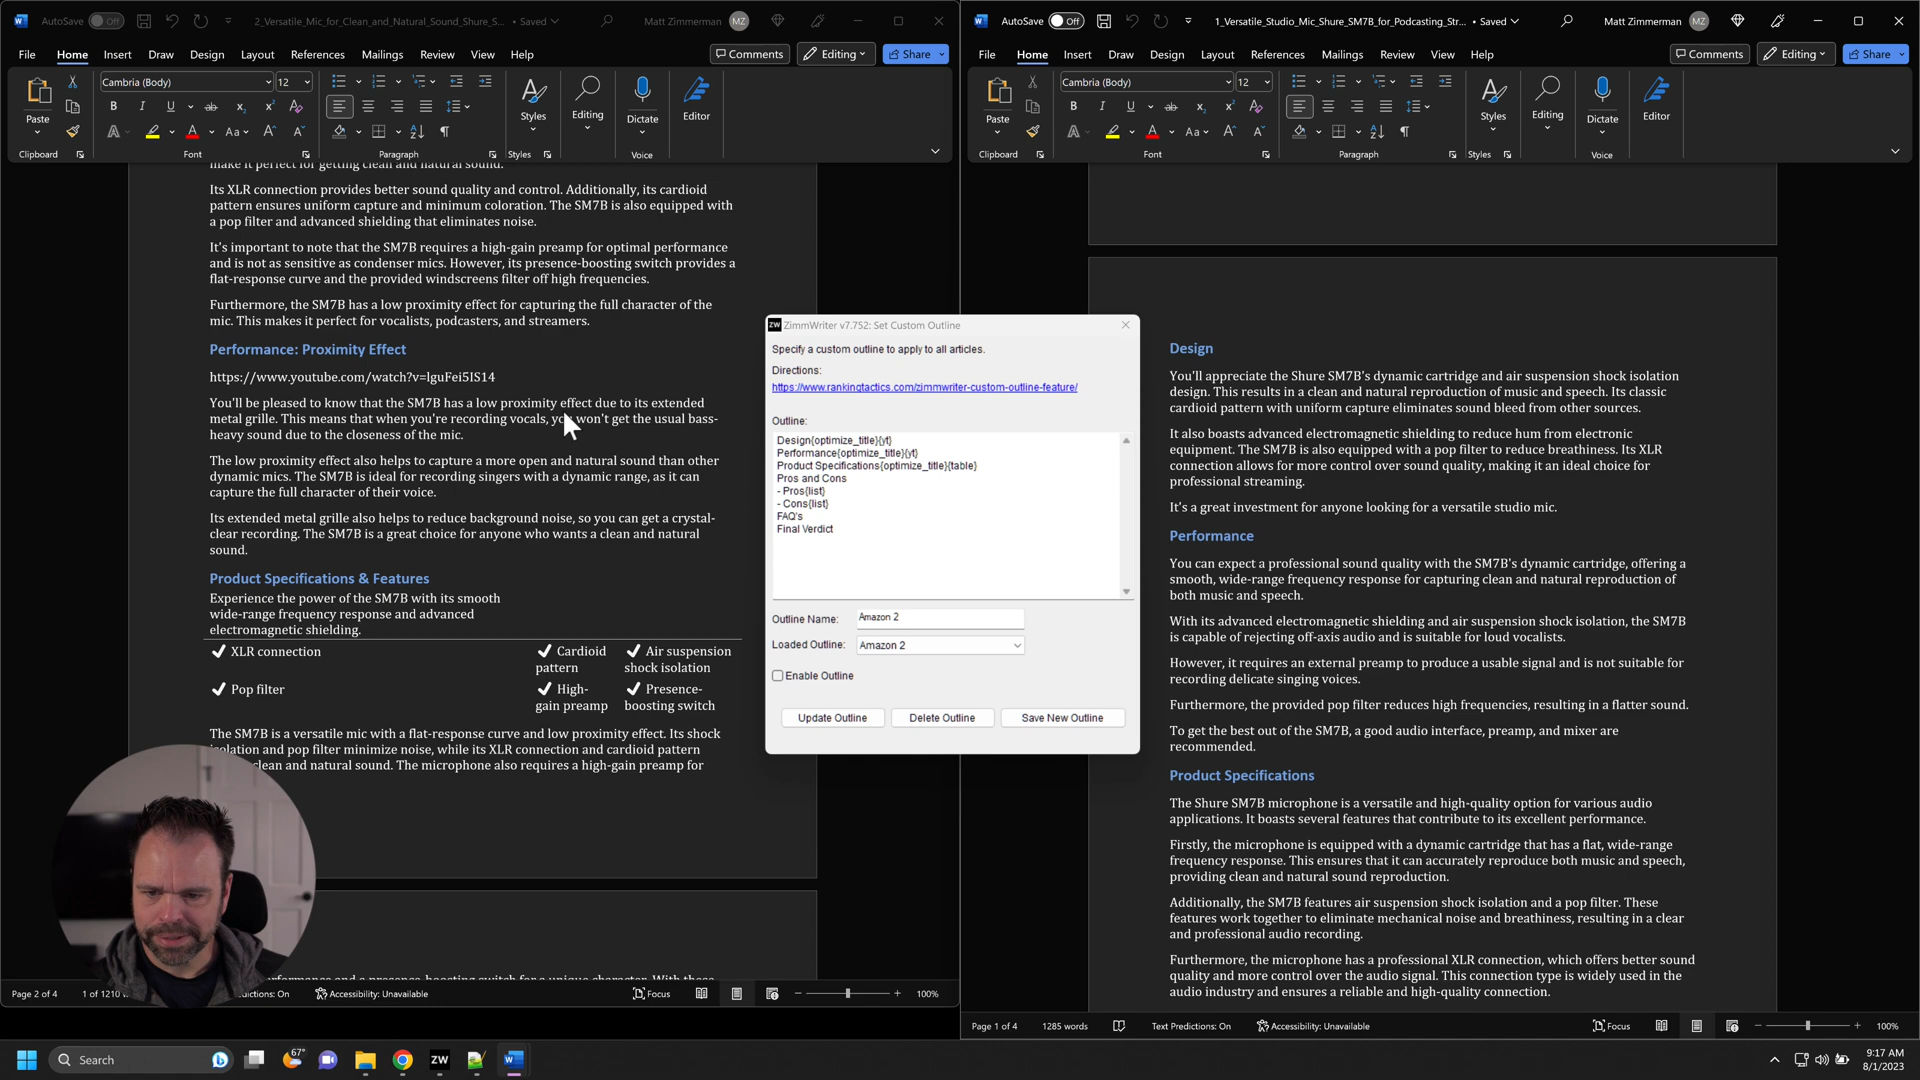 AutoSave Off 2_Versatile_Mic_for_Clean_and_Natural_Sound_Shure_S... • Saved Matt Zimmerman MZ
File Home Insert Draw Design Layout References Mailings Review View Help Comments Editing Share
Cambria (Body) 12
Paste Styles Editing Dictate Editor
Clipboard Font Paragraph Styles Voice
make it perfect for getting clean and natural sound.
Its XLR connection provides better sound quality and control. Additionally, its cardioid
pattern ensures uniform capture and minimum coloration. The SM7B is also equipped with
a pop filter and advanced shielding that eliminates noise.
It's important to note that the SM7B requires a high-gain preamp for optimal performance
and is not as sensitive as condenser mics. However, its presence-boosting switch provides a
flat-response curve and the provided windscreens filter off high frequencies.
Furthermore, the SM7B has a low proximity effect for capturing the full character of the
mic. This makes it perfect for vocalists, podcasters, and streamers.
Performance: Proximity Effect
https://www.youtube.com/watch?v=lguFei5IS14
You'll be pleased to know that the SM7B has a low proximity effect due to its extended
metal grille. This means that when you're recording vocals, you won't get the usual bass-
heavy sound due to the closeness of the mic.
The low proximity effect also helps to capture a more open and natural sound than other
dynamic mics. The SM7B is ideal for recording singers with a dynamic range, as it can
capture the full character of their voice.
Its extended metal grille also helps to reduce background noise, so you can get a crystal-
clear recording. The SM7B is a great choice for anyone who wants a clean and natural
sound.
Product Specifications & Features
Experience the power of the SM7B with its smooth
wide-range frequency response and advanced
electromagnetic shielding.
✔ XLR connection ✔ Cardioid ✔ Air suspension
pattern shock isolation
✔ Pop filter ✔ High- ✔ Presence-
gain preamp boosting switch
The SM7B is a versatile mic with a flat-response curve and low proximity effect. Its shock
isolation and pop filter minimize noise, while its XLR connection and cardioid pattern
clean and natural sound. The microphone also requires a high-gain preamp for
Page 2 of 4 1 of 1210 Accessibility: Unavailable Focus 100%
ZW ZimmWriter v7.752: Set Custom Outline
Specify a custom outline to apply to all articles.
Directions:
https://www.rankingtactics.com/zimmwriter-custom-outline-feature/
Outline:
Design{optimize_title}{yt}
Performance{optimize_title}{yt}
Product Specifications{optimize_title}{table}
Pros and Cons
- Pros{list}
- Cons{list}
FAQ's
Final Verdict
Outline Name: Amazon 2
Loaded Outline: Amazon 2
Enable Outline
Update Outline Delete Outline Save New Outline
AutoSave Off 1_Versatile_Studio_Mic_Shure_SM7B_for_Podcasting_Str... • Saved Matt Zimmerman MZ
File Home Insert Draw Design Layout References Mailings Review View Help Comments Editing Share
Cambria (Body) 12
Paste Styles Editing Dictate Editor
Clipboard Font Paragraph Styles Voice
Design
You'll appreciate the Shure SM7B's dynamic cartridge and air suspension shock isolation
design. This results in a clean and natural reproduction of music and speech. Its classic
cardioid pattern with uniform capture eliminates sound bleed from other sources.
It also boasts advanced electromagnetic shielding to reduce hum from electronic
equipment. The SM7B is also equipped with a pop filter to reduce breathiness. Its XLR
connection allows for more control over sound quality, making it an ideal choice for
professional streaming.
It's a great investment for anyone looking for a versatile studio mic.
Performance
You can expect a professional sound quality with the SM7B's dynamic cartridge, offering a
smooth, wide-range frequency response for capturing clean and natural reproduction of
both music and speech.
With its advanced electromagnetic shielding and air suspension shock isolation, the SM7B
is capable of rejecting off-axis audio and is suitable for loud vocalists.
However, it requires an external preamp to produce a usable signal and is not suitable for
recording delicate singing voices.
Furthermore, the provided pop filter reduces high frequencies, resulting in a flatter sound.
To get the best out of the SM7B, a good audio interface, preamp, and mixer are
recommended.
Product Specifications
The Shure SM7B microphone is a versatile and high-quality option for various audio
applications. It boasts several features that contribute to its excellent performance.
Firstly, the microphone is equipped with a dynamic cartridge that has a flat, wide-range
frequency response. This ensures that it can accurately reproduce both music and speech,
providing clean and natural sound reproduction.
Additionally, the SM7B features air suspension shock isolation and a pop filter. These
features work together to eliminate mechanical noise and breathiness, resulting in a clear
and professional audio recording.
Furthermore, the microphone has a professional XLR connection, which offers better sound
quality and more control over the audio signal. This connection type is widely used in the
audio industry and ensures a reliable and high-quality connection.
Page 1 of 4 1285 words Text Predictions: On Accessibility: Unavailable Focus 100%
Search 67° ZW 9:17 AM
8/1/2023